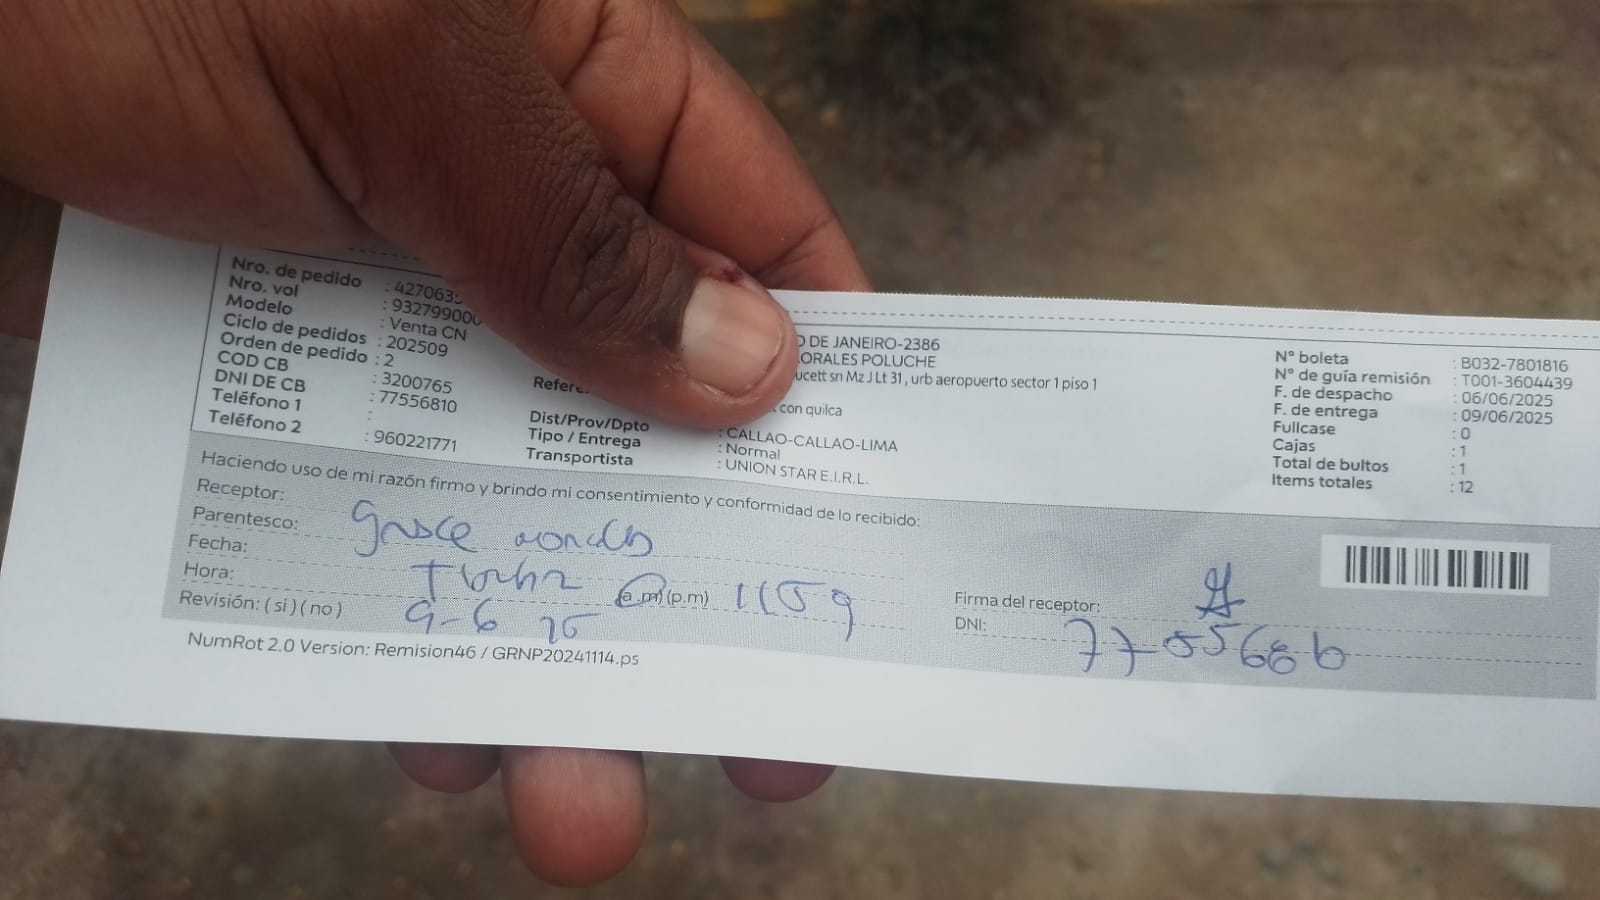 Nro. de pedido : 4270635
Nro. vol : 932799000
Modelo : Venta CN
Ciclo de pedidos : 202509
Orden de pedido : 2
COD CB : 3200765
DNI DE CB : 77556810
Teléfono 1 :
Teléfono 2 : 960221771
O DE JANEIRO-2386
ORALES POLUCHE
ucett sn Mz J Lt 31 , urb aeropuerto sector 1 piso 1
Refere
con quilca
Dist/Prov/Dpto : CALLAO-CALLAO-LIMA
Tipo / Entrega : Normal
Transportista : UNION STAR E.I.R.L.
N° boleta : B032-7801816
N° de guía remisión : T001-3604439
F. de despacho : 06/06/2025
F. de entrega : 09/06/2025
Fullcase : 0
Cajas : 1
Total de bultos : 1
Items totales : 12
Haciendo uso de mi razón firmo y brindo mi consentimiento y conformidad de lo recibido:
Receptor:
Parentesco:
Fecha:
Hora: (a.m) (p.m) 1159
Revisión: ( si ) ( no ) 9-6 25
Firma del receptor:
DNI:
NumRot 2.0 Version: Remision46 / GRNP20241114.ps